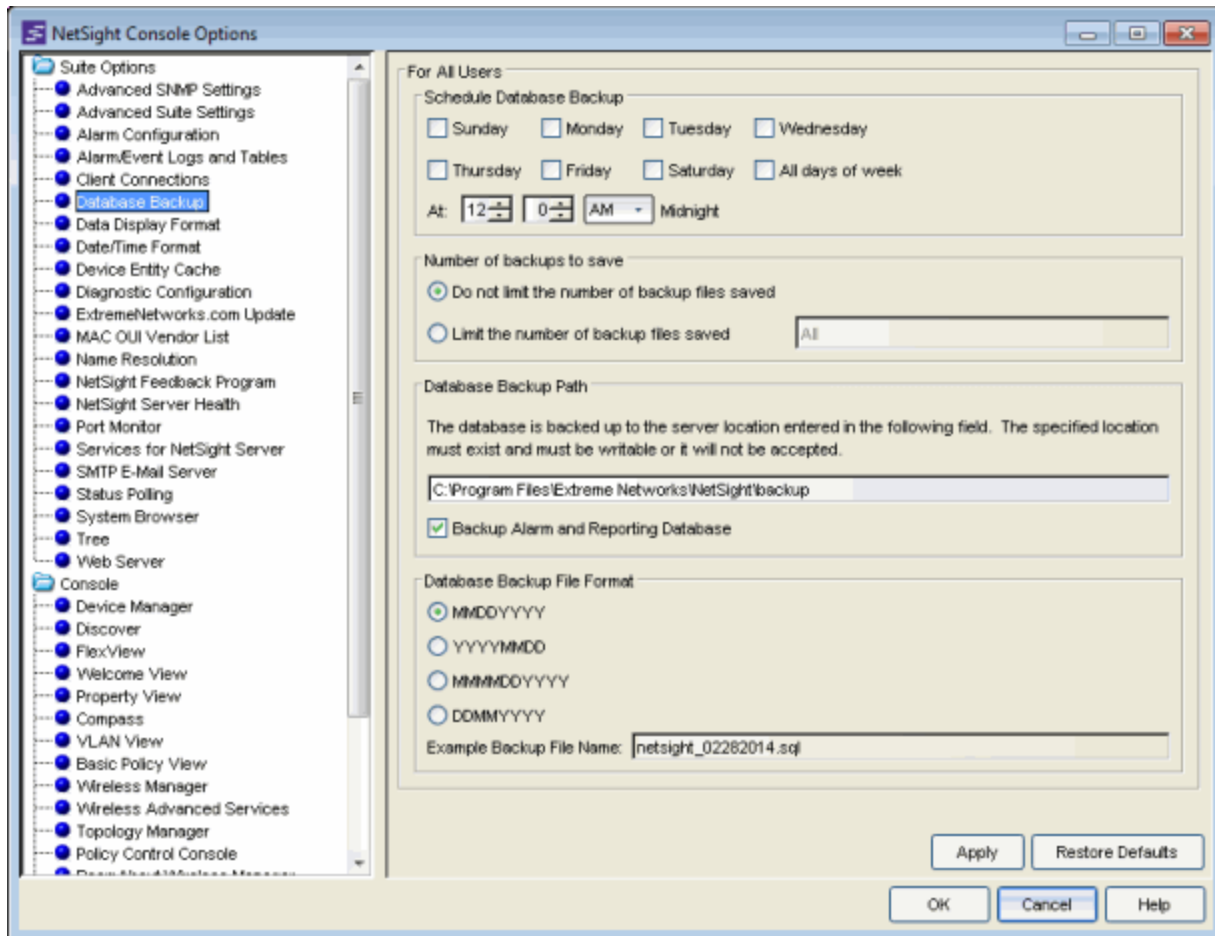 NetSight Console Options
Suite Options
Advanced SNMP Settings
Advanced Suite Settings
Alarm Configuration
Alarm/Event Logs and Tables
Client Connections
Database Backup
Data Display Format
Date/Time Format
Device Entity Cache
Diagnostic Configuration
ExtremeNetworks.com Update
MAC OUI Vendor List
Name Resolution
NetSight Feedback Program
NetSight Server Health
Port Monitor
Services for NetSight Server
SMTP E-Mail Server
Status Polling
System Browser
Tree
Web Server
Console
Device Manager
Discover
FlexView
Welcome View
Property View
Compass
VLAN View
Basic Policy View
Wireless Manager
Wireless Advanced Services
Topology Manager
Policy Control Console
For All Users
Schedule Database Backup
Sunday Monday Tuesday Wednesday
Thursday Friday Saturday All days of week
At: 12 0 AM Midnight
Number of backups to save
Do not limit the number of backup files saved
Limit the number of backup files saved All
Database Backup Path
The database is backed up to the server location entered in the following field. The specified location
must exist and must be writable or it will not be accepted.
C:\Program Files\Extreme Networks\NetSight\backup
Backup Alarm and Reporting Database
Database Backup File Format
MMDDYYYY
YYYYMMDD
MMMMDDYYYY
DDMMYYYY
Example Backup File Name: netsight_02282014.sql
Apply Restore Defaults
OK Cancel Help